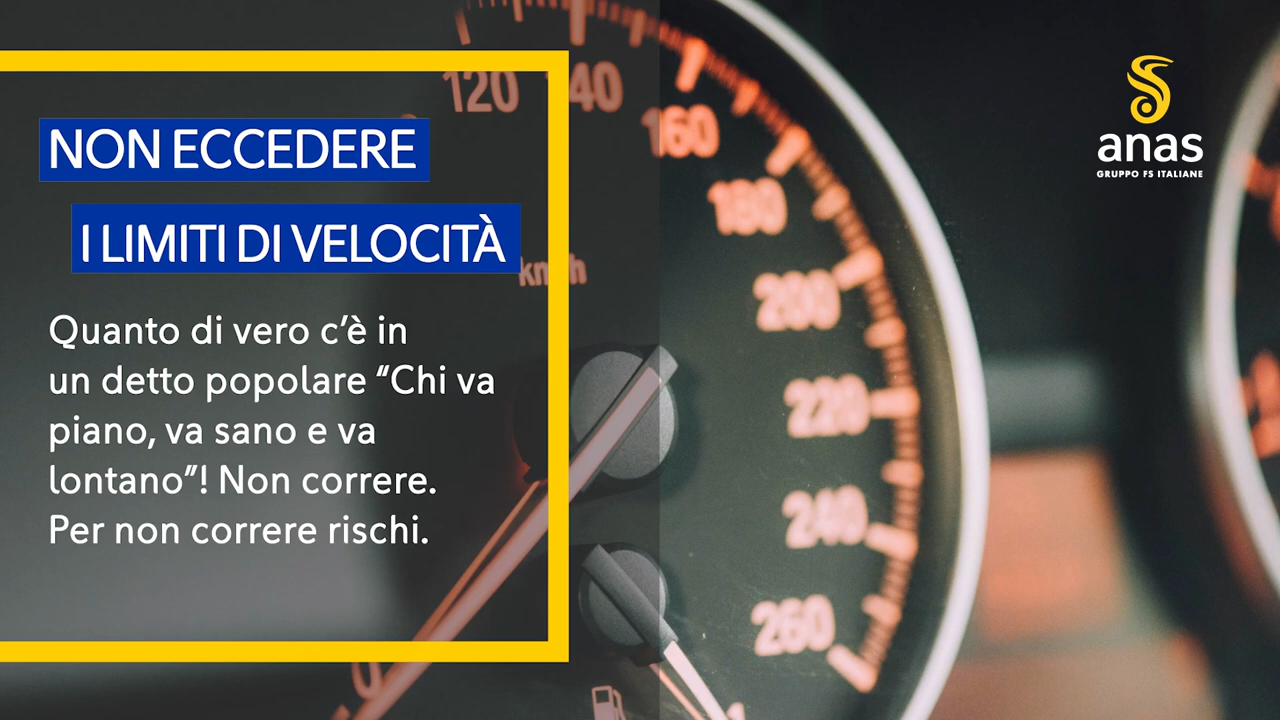 NON ECCEDERE
I LIMITI DI VELOCITÀ
Quanto di vero c’è in
un detto popolare “Chi va
piano, va sano e va
lontano”! Non correre.
Per non correre rischi.
anas
GRUPPO FS ITALIANE
120
140
160
180
200
220
240
260
km/h
0